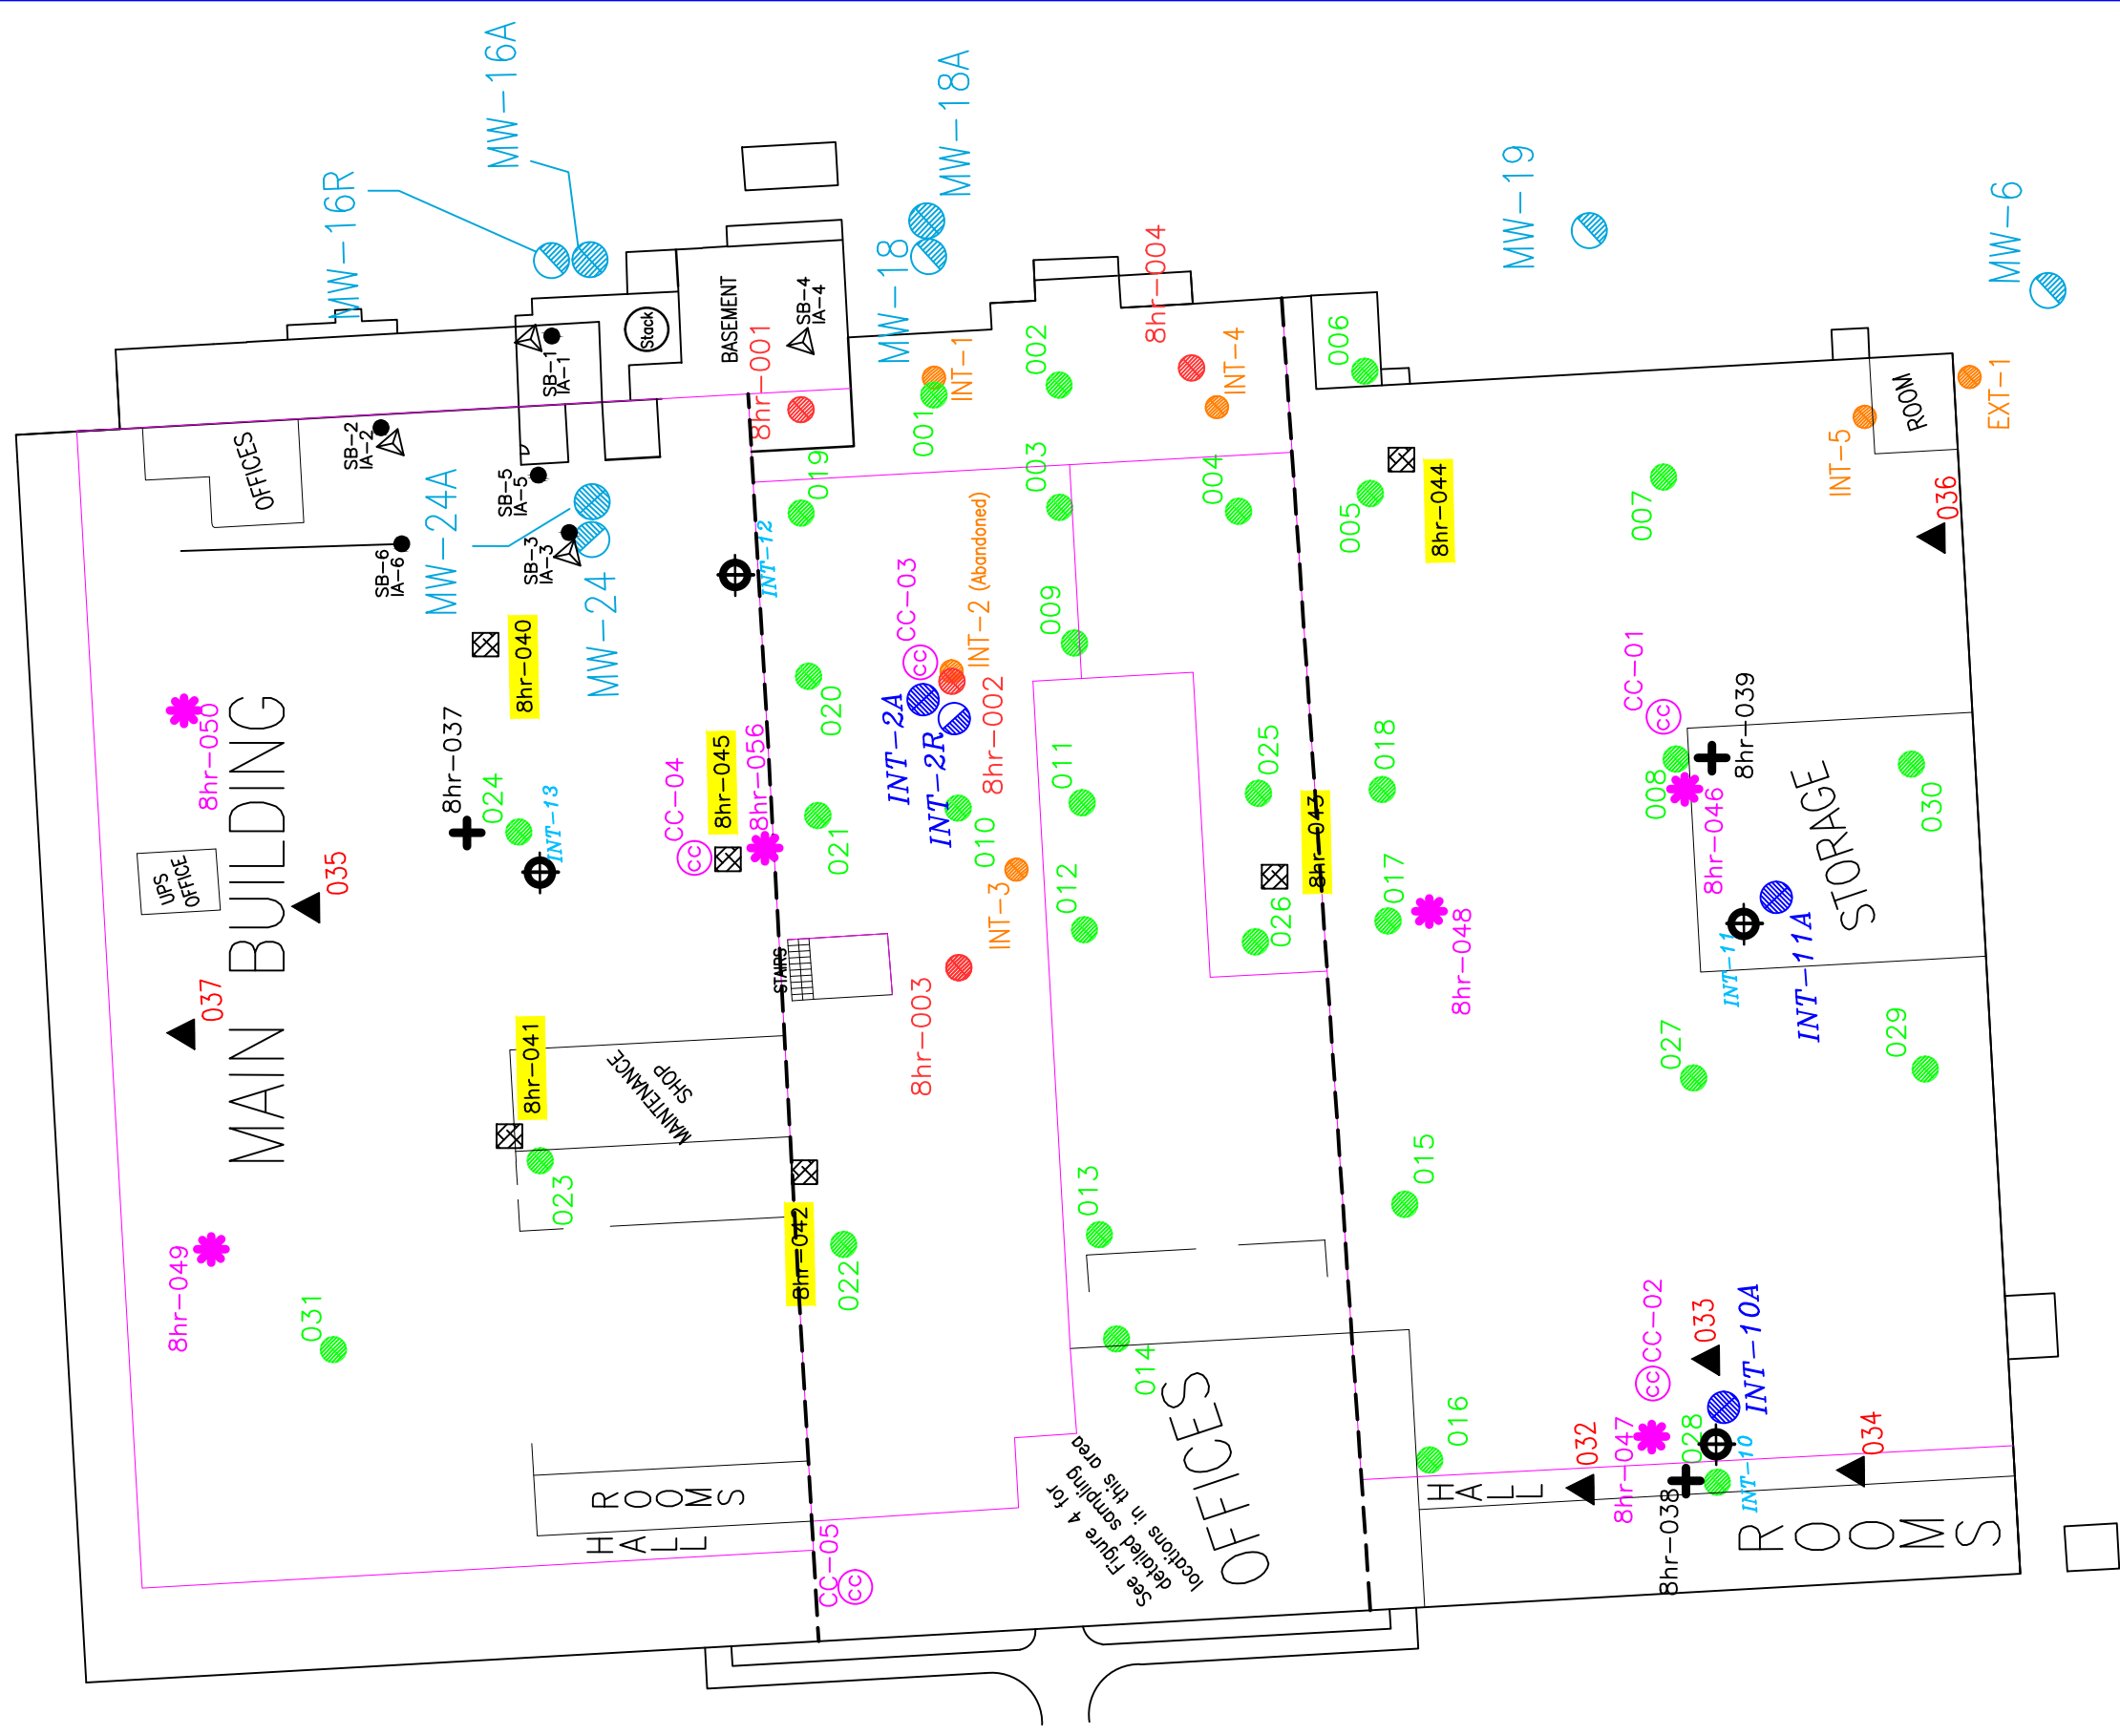 MW-16A
MW-18A
MW-16R
MW-19
MW-6
MW-18
8hr-004
BASEMENT
SB-4
IA-4
Stack
8hr-001
SB-1
IA-1
INT-1
001
002
INT-4
006
EXT-1
ROOM
INT-5
OFFICES
SB-2
IA-2
SB-5
IA-5
D
019
003
004
005
8hr-044
007
036
MW-24A
SB-3
IA-3
SB-6
IA-6
INT-12
INT-2 (Abandoned)
CC-03
cc
009
MW-24
8hr-040
CC-01
cc
8hr-039
MAIN BUILDING
8hr-050
8hr-037
024
INT-13
CC-04
cc
8hr-045
8hr-056
020
021
INT-2A
INT-2R
8hr-002
010
011
025
018
008
8hr-046
STORAGE
030
UPS
OFFICE
035
037
STAIRS
INT-3
012
026
8hr-043
017
8hr-048
INT-11
INT-11A
8hr-003
8hr-041
MAINTENANCE
SHOP
027
029
023
8hr-042
022
013
015
8hr-049
031
014
OFFICES
See Figure 4 for
detailed sampling
locations in this area
016
CC-02
cc
033
INT-10A
032
8hr-047
028
INT-10
034
8hr-038
HALL
ROOMS
ROOMS
HALL
CC-05
cc